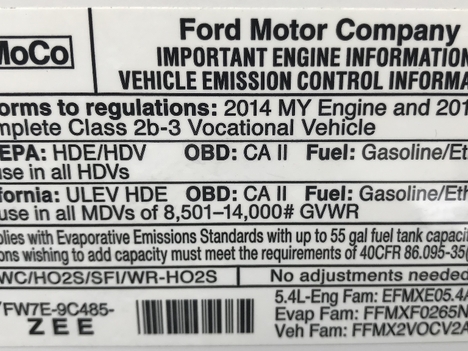 MoCo
Ford Motor Company
IMPORTANT ENGINE INFORMATION
VEHICLE EMISSION CONTROL INFORMA
orms to regulations: 2014 MY Engine and 201
mplete Class 2b-3 Vocational Vehicle
EPA: HDE/HDV OBD: CA II Fuel: Gasoline/Eth
use in all HDVs
fornia: ULEV HDE OBD: CA II Fuel: Gasoline/Eth
use in all MDVs of 8,501-14,000# GVWR
plies with Evaporative Emissions Standards with up to 55 gal fuel tank capacit
ons wishing to add capacity must meet the requirements of 40CFR 86.095-35(
WC/HO2S/SFI/WR-HO2S No adjustments needed
FW7E-9C485-
ZEE
5.4L-Eng Fam: EFMXE05.4
Evap Fam: FFMXF0265N
Veh Fam: FFMX2VOCV2